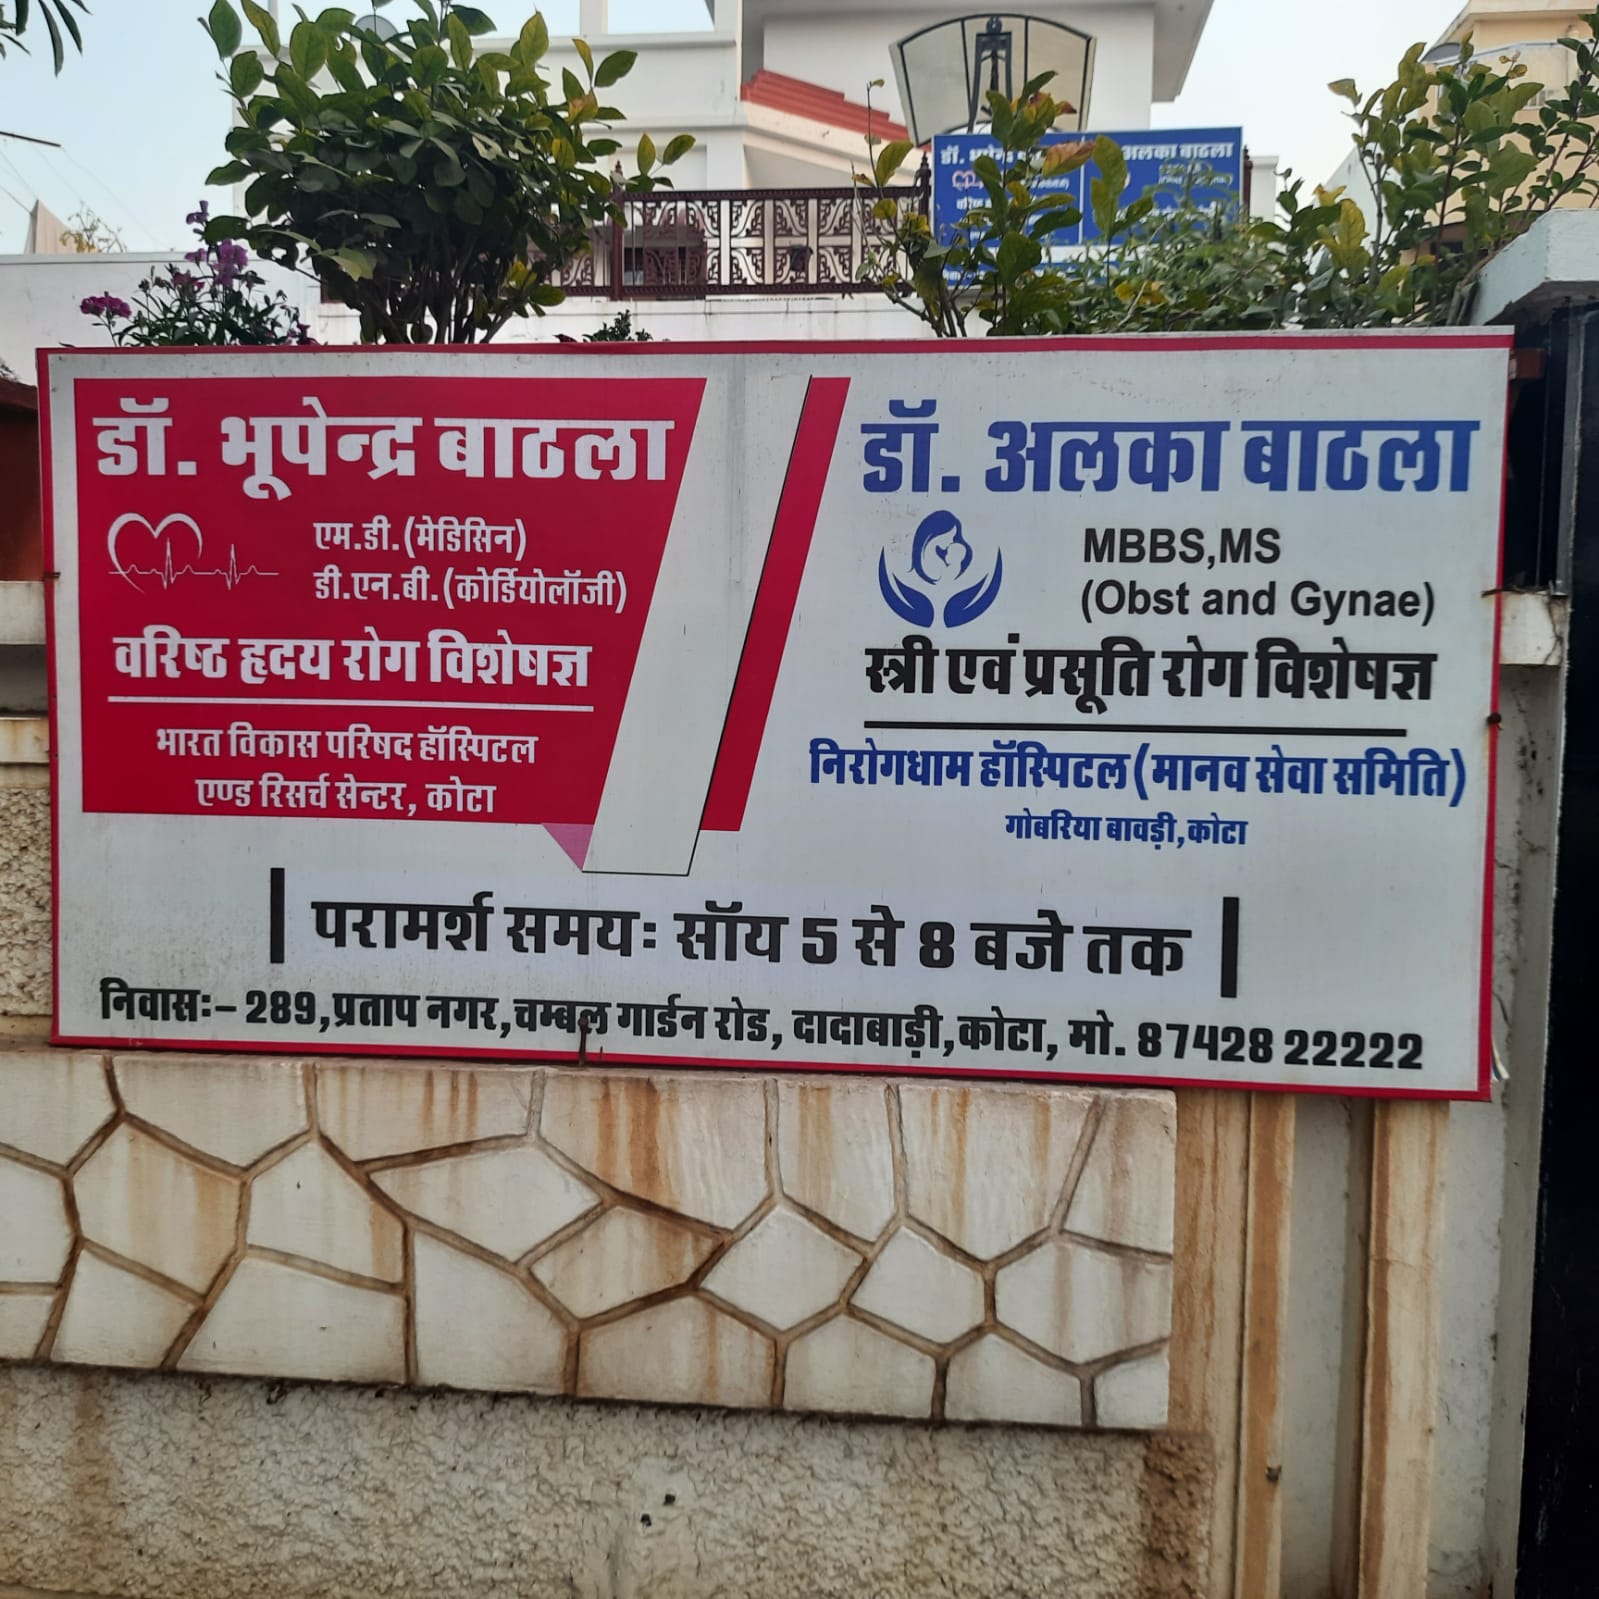 डॉ. भूपेन्द्र बाठला
एम.डी.(मेडिसिन)
डी.एन.बी.(कोर्डियोलॉजी)
वरिष्ठ हृदय रोग विशेषज्ञ
भारत विकास परिषद हॉस्पिटल
एण्ड रिसर्च सेन्टर, कोटा
डॉ. अलका बाठला
MBBS,MS
(Obst and Gynae)
स्त्री एवं प्रसूति रोग विशेषज्ञ
निरोगधाम हॉस्पिटल (मानव सेवा समिति)
गोबरिया बावड़ी,कोटा
परामर्श समयः सॉय 5 से 8 बजे तक
निवासः- 289,प्रताप नगर,चम्बल गार्डन रोड, दादाबाड़ी,कोटा, मो. 87428 22222
डॉ. भूपेन्द्र
अलका बाठला